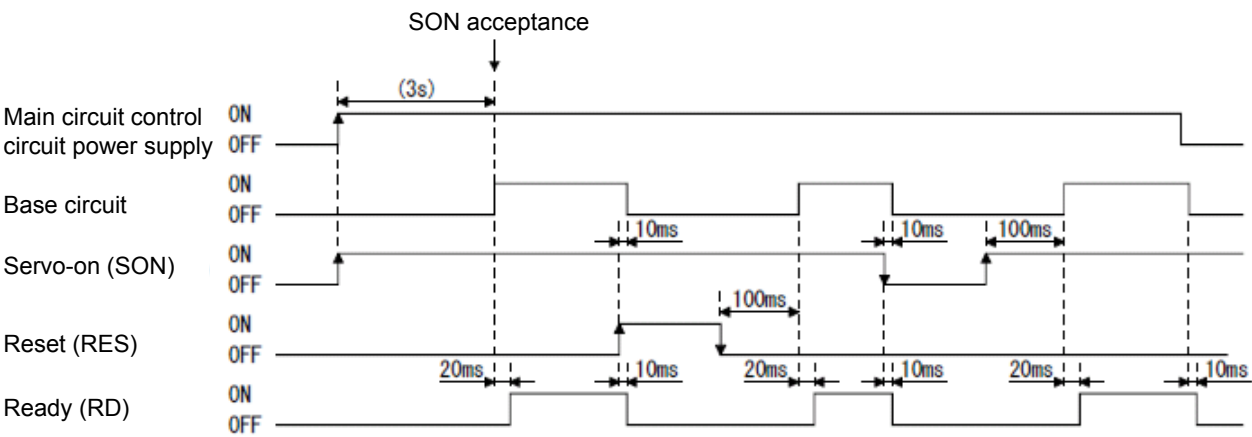 SON acceptance
(3s)
Main circuit control
circuit power supply
ON
OFF
Base circuit
ON
OFF
10ms
10ms
100ms
Servo-on (SON)
ON
OFF
100ms
Reset (RES)
ON
OFF
20ms
10ms
20ms
10ms
20ms
10ms
Ready (RD)
ON
OFF